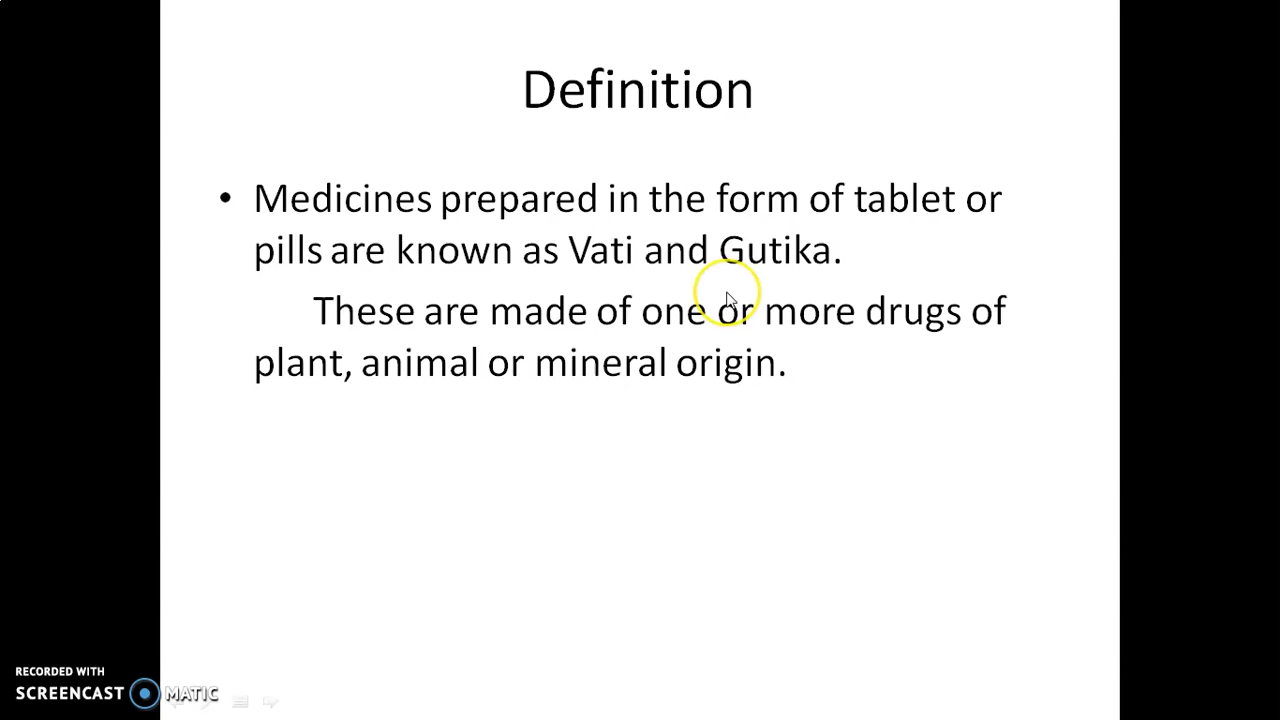 Definition
• Medicines prepared in the form of tablet or
pills are known as Vati and Gutika.
These are made of one or more drugs of
plant, animal or mineral origin.
RECORDED WITH
SCREENCAST MATIC